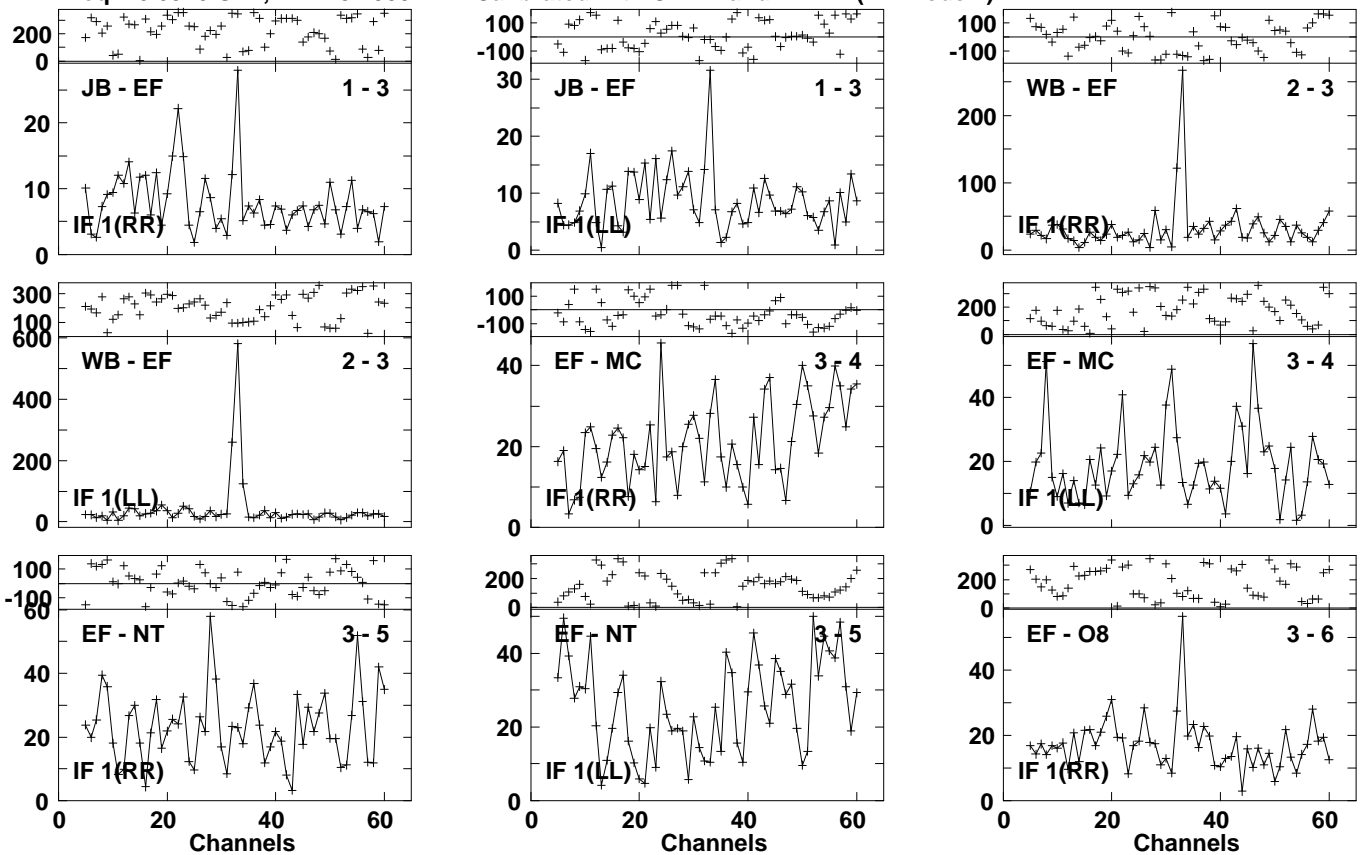 200
0
100
-100
100
-100
JB - EF 1 - 3
20
10
0
IF 1(RR)
JB - EF 1 - 3
30
20
10
0
IF 1(LL)
WB - EF 2 - 3
200
100
0
IF 1(RR)
300
100
100
-100
200
0
WB - EF 2 - 3
600
400
200
0
IF 1(LL)
EF - MC 3 - 4
40
20
0
IF 1(RR)
EF - MC 3 - 4
40
20
0
IF 1(LL)
100
-100
200
0
200
0
EF - NT 3 - 5
60
40
20
0
IF 1(RR)
EF - NT 3 - 5
40
20
0
IF 1(LL)
EF - O8 3 - 6
40
20
0
IF 1(RR)
0 20 40 60
Channels
0 20 40 60
Channels
0 20 40 60
Channels